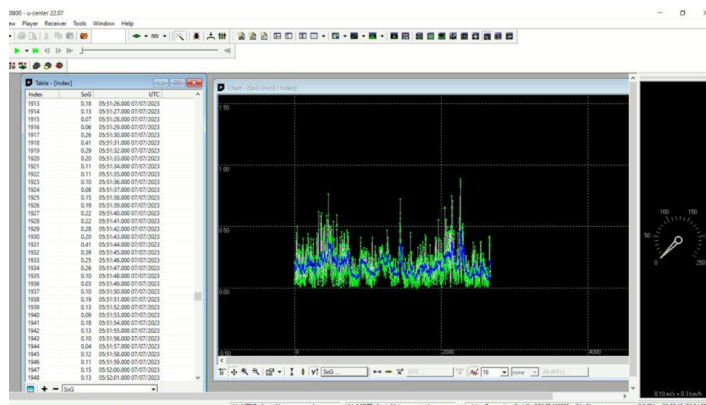 0800 - u-center 22.07
ew Player Receiver Tools Window Help
Table - [Index]
Index SoG UTC
1913 0.18 05:51:26.000 07/07/2023
1914 0.13 05:51:27.000 07/07/2023
1915 0.07 05:51:28.000 07/07/2023
1916 0.06 05:51:29.000 07/07/2023
1917 0.26 05:51:30.000 07/07/2023
1918 0.41 05:51:31.000 07/07/2023
1919 0.29 05:51:32.000 07/07/2023
1920 0.20 05:51:33.000 07/07/2023
1921 0.11 05:51:34.000 07/07/2023
1922 0.11 05:51:35.000 07/07/2023
1923 0.10 05:51:36.000 07/07/2023
1924 0.08 05:51:37.000 07/07/2023
1925 0.15 05:51:38.000 07/07/2023
1926 0.19 05:51:39.000 07/07/2023
1927 0.22 05:51:40.000 07/07/2023
1928 0.22 05:51:41.000 07/07/2023
1929 0.28 05:51:42.000 07/07/2023
1930 0.20 05:51:43.000 07/07/2023
1931 0.41 05:51:44.000 07/07/2023
1932 0.39 05:51:45.000 07/07/2023
1933 0.25 05:51:46.000 07/07/2023
1934 0.26 05:51:47.000 07/07/2023
1935 0.10 05:51:48.000 07/07/2023
1936 0.03 05:51:49.000 07/07/2023
1937 0.10 05:51:50.000 07/07/2023
1938 0.19 05:51:51.000 07/07/2023
1939 0.13 05:51:52.000 07/07/2023
1940 0.09 05:51:53.000 07/07/2023
1941 0.18 05:51:54.000 07/07/2023
1942 0.13 05:51:55.000 07/07/2023
1943 0.10 05:51:56.000 07/07/2023
1944 0.04 05:51:57.000 07/07/2023
1945 0.12 05:51:58.000 07/07/2023
1946 0.11 05:51:59.000 07/07/2023
1947 0.15 05:52:00.000 07/07/2023
1948 0.13 05:52:01.000 07/07/2023
SoG
Chart - [SoG (m/s) / Index]
1.50
1.00
0.50
0.00
-0.50
0 2000 4000
SoG... UTC... 16 none Alt (MSL)
0 50 100 150 250
0.10 m/s = 0.3 km/h